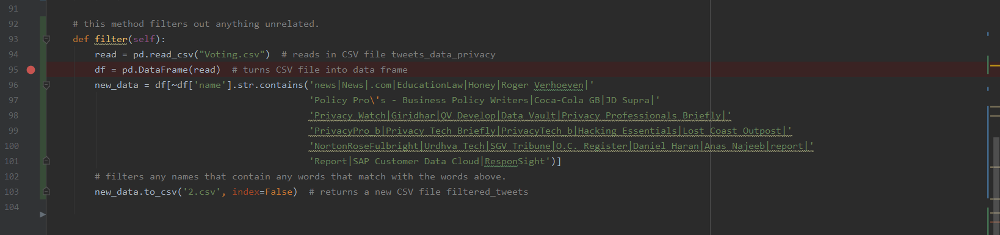 91
92 # this method filters out anything unrelated.
93 def filter(self):
94 read = pd.read_csv("Voting.csv")  # reads in CSV file tweets_data_privacy
95 df = pd.DataFrame(read)  # turns CSV file into data frame
96 new_data = df[~df['name'].str.contains('news|News|.com|EducationLaw|Honey|Roger Verhoeven|'
97 'Policy Pro\'s - Business Policy Writers|Coca-Cola GB|JD Supra|'
98 'Privacy Watch|Giridhar|QV Develop|Data Vault|Privacy Professionals Briefly|'
99 'PrivacyPro_b|Privacy Tech Briefly|PrivacyTech_b|Hacking Essentials|Lost Coast Outpost|'
100 'NortonRoseFulbright|Urdhva Tech|SGV Tribune|O.C. Register|Daniel Haran|Anas Najeeb|report|'
101 'Report|SAP Customer Data Cloud|ResponSight')]
102 # filters any names that contain any words that match with the words above.
103 new_data.to_csv('2.csv', index=False)  # returns a new CSV file filtered_tweets
104